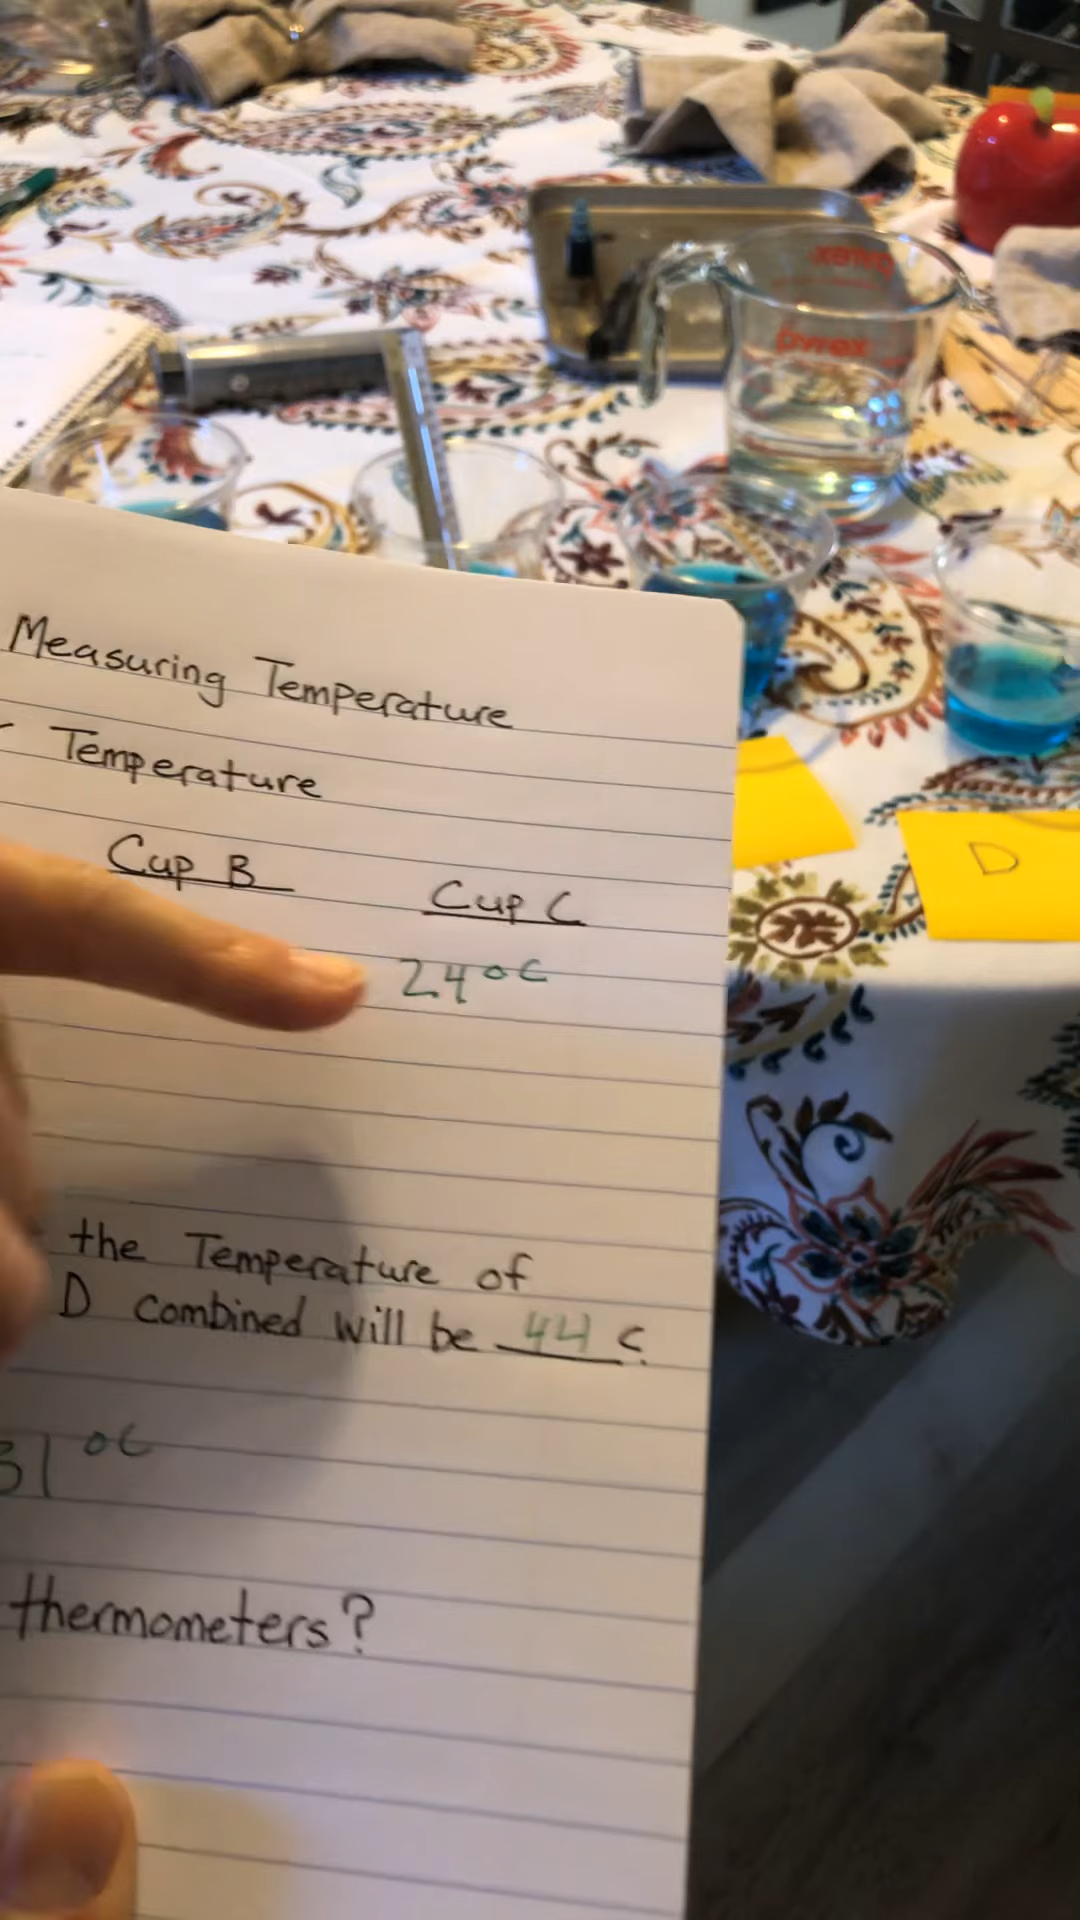 pyrex
Measuring Temperature
Temperature
Cup B
Cup C
24°C
D
the Temperature of
D combined will be 44 C.
31 °C
thermometers?